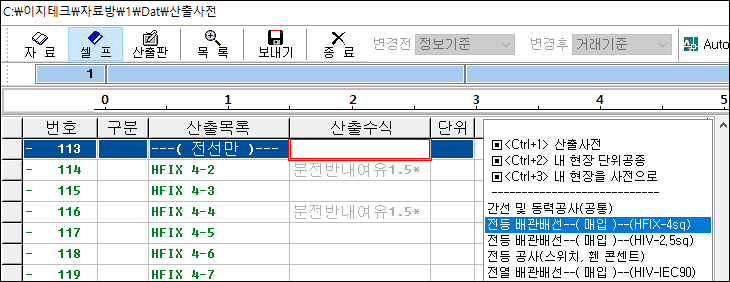 C:\이지테크\자료방\1\Dat\산출사전
자 료 셀 프 산출판 목 록 보내기 종 료 변경전 정보기준 변경후 거래기준 Auto
1
0 1 2 3 4 5
번호 구분 산출목록 산출수식 단위
- 113 ---( 전선만 )---
- 114 HFIX 4-2 분전반내여유1.5*
- 115 HFIX 4-3
- 116 HFIX 4-4 분전반내여유1.5*
- 117 HFIX 4-5
- 118 HFIX 4-6
- 119 HFIX 4-7
▣<Ctrl+1> 산출사전
▣<Ctrl+2> 내 현장 단위공종
▣<Ctrl+3> 내 현장을 사전으로
----------------------------
간선 및 동력공사(공통)
전등 배관배선--( 매입 )--(HFIX-4sq)
전등 배관배선--( 매입 )--(HIV-2,5sq)
전등 공사(스위치, 휀 콘센트)
전열 배관배선--( 매입 )--(HIV-IEC90)